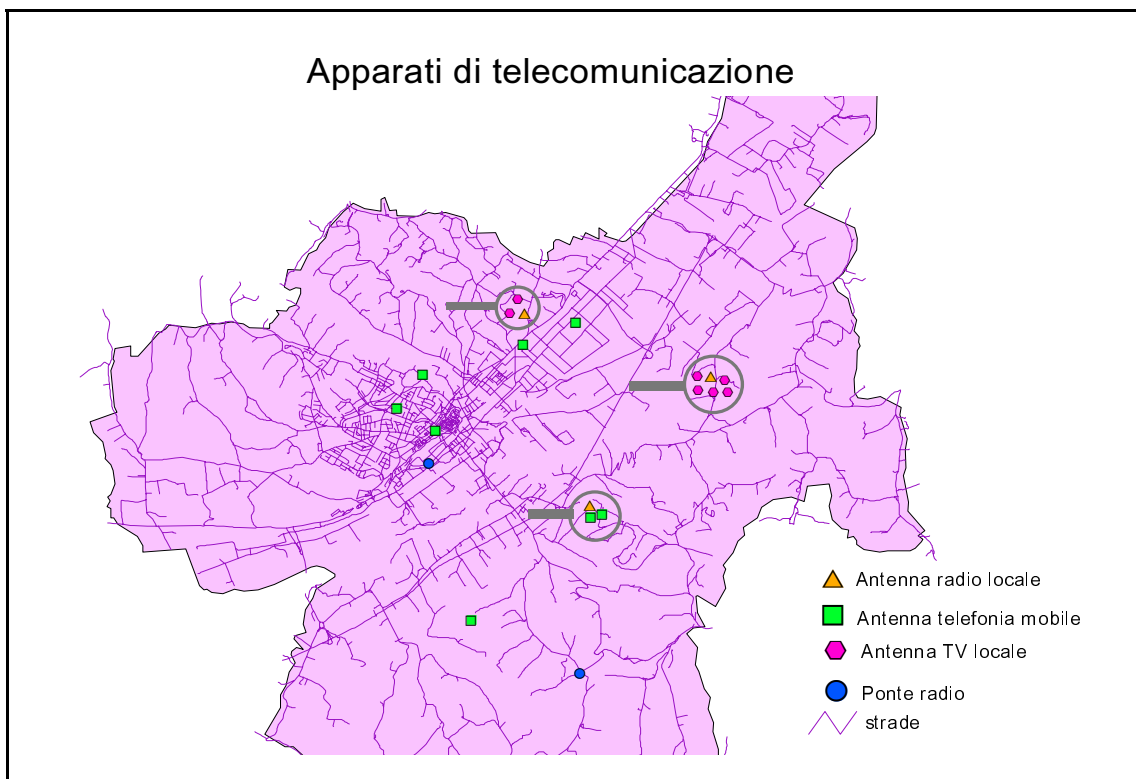 Apparati di telecomunicazione
Antenna radio locale
Antenna telefonia mobile
Antenna TV locale
Ponte radio
strade